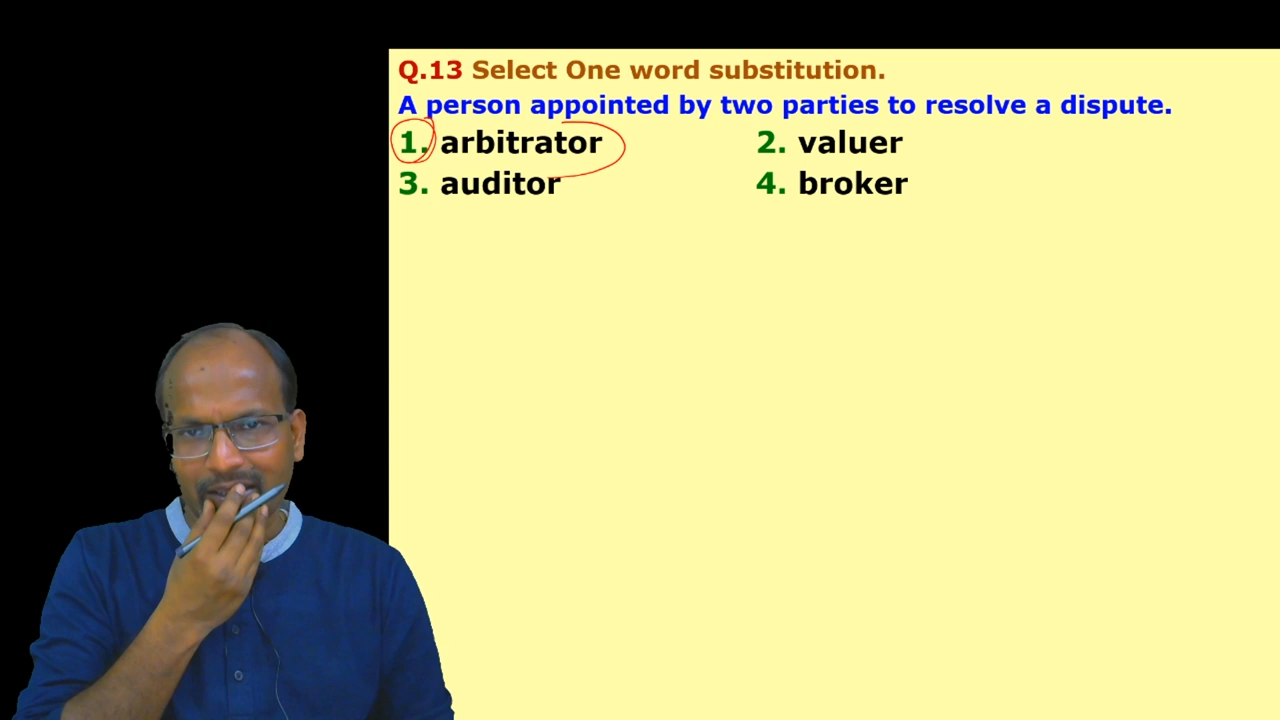 Q.13 Select One word substitution.
A person appointed by two parties to resolve a dispute.
1. arbitrator 2. valuer
3. auditor 4. broker